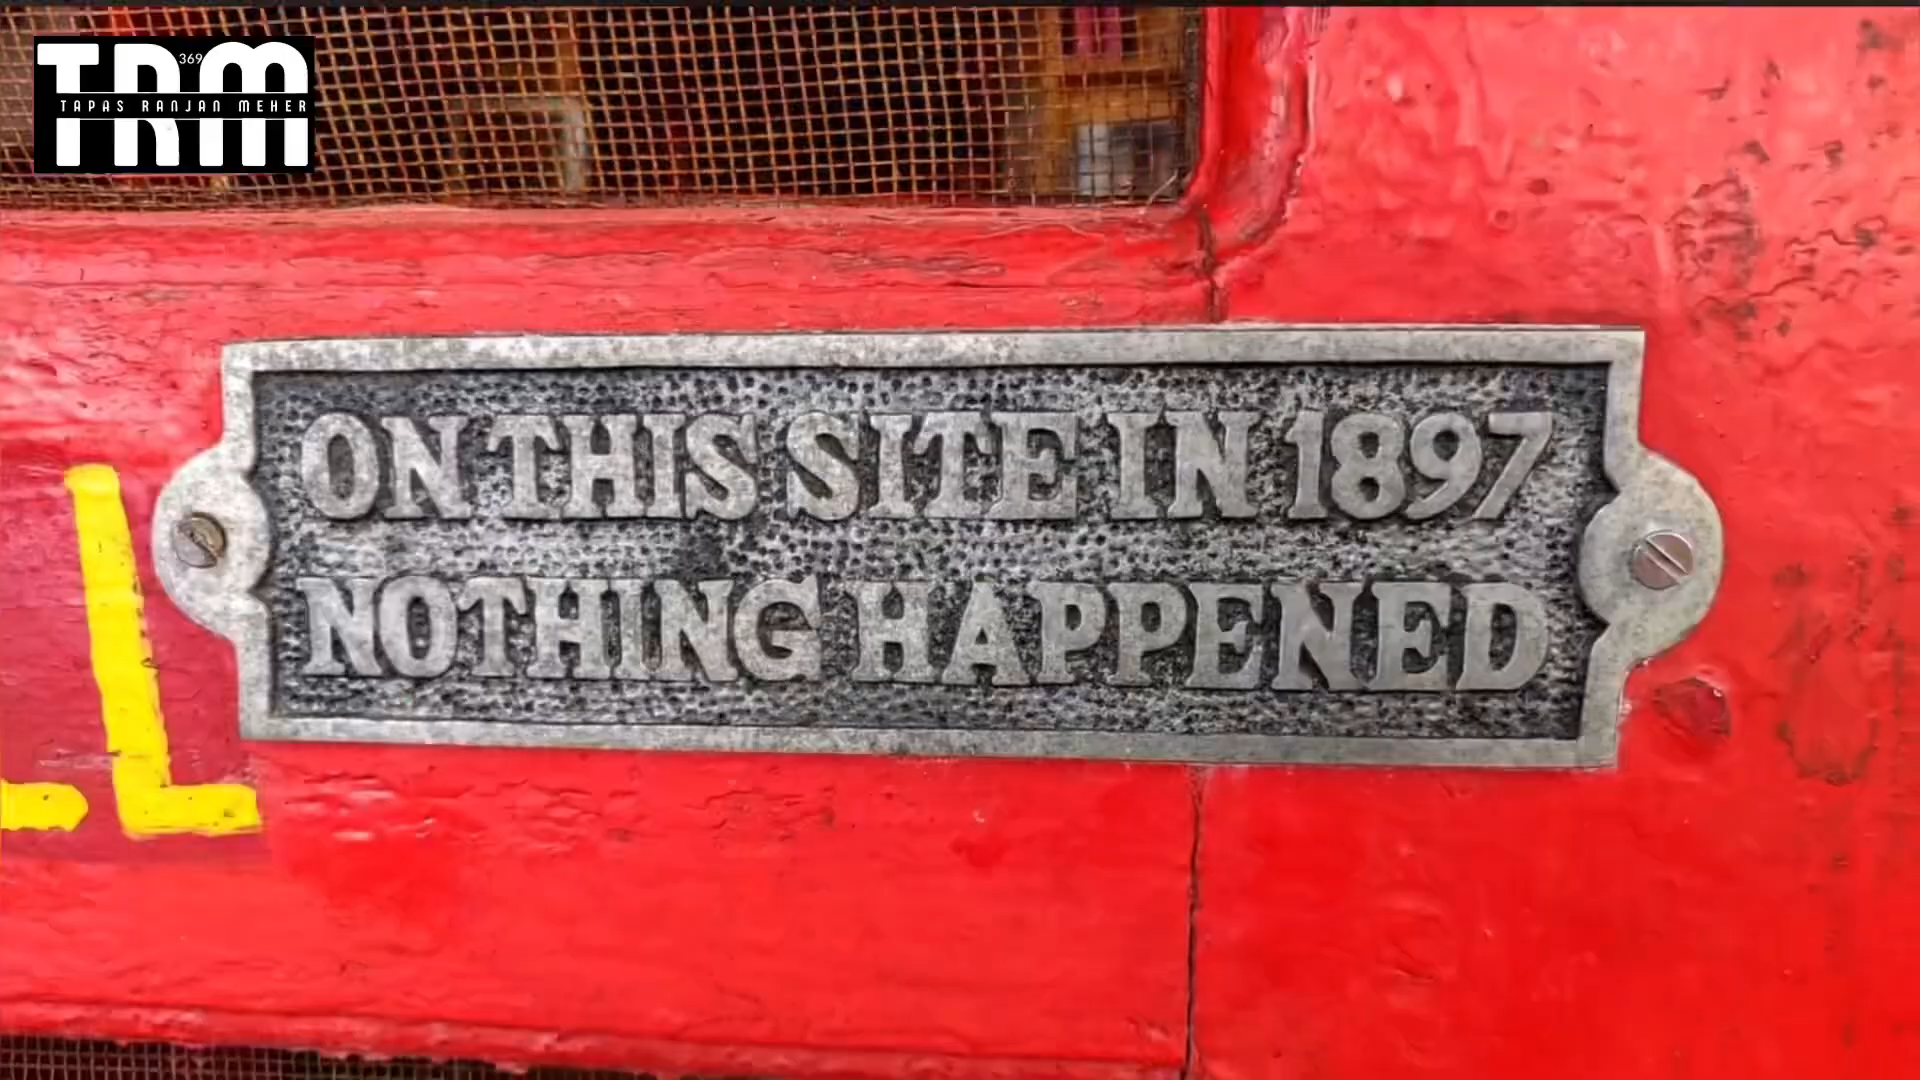 TRM
369
TAPAS RANJAN MEHER
ON THIS SITE IN 1897
NOTHING HAPPENED
L